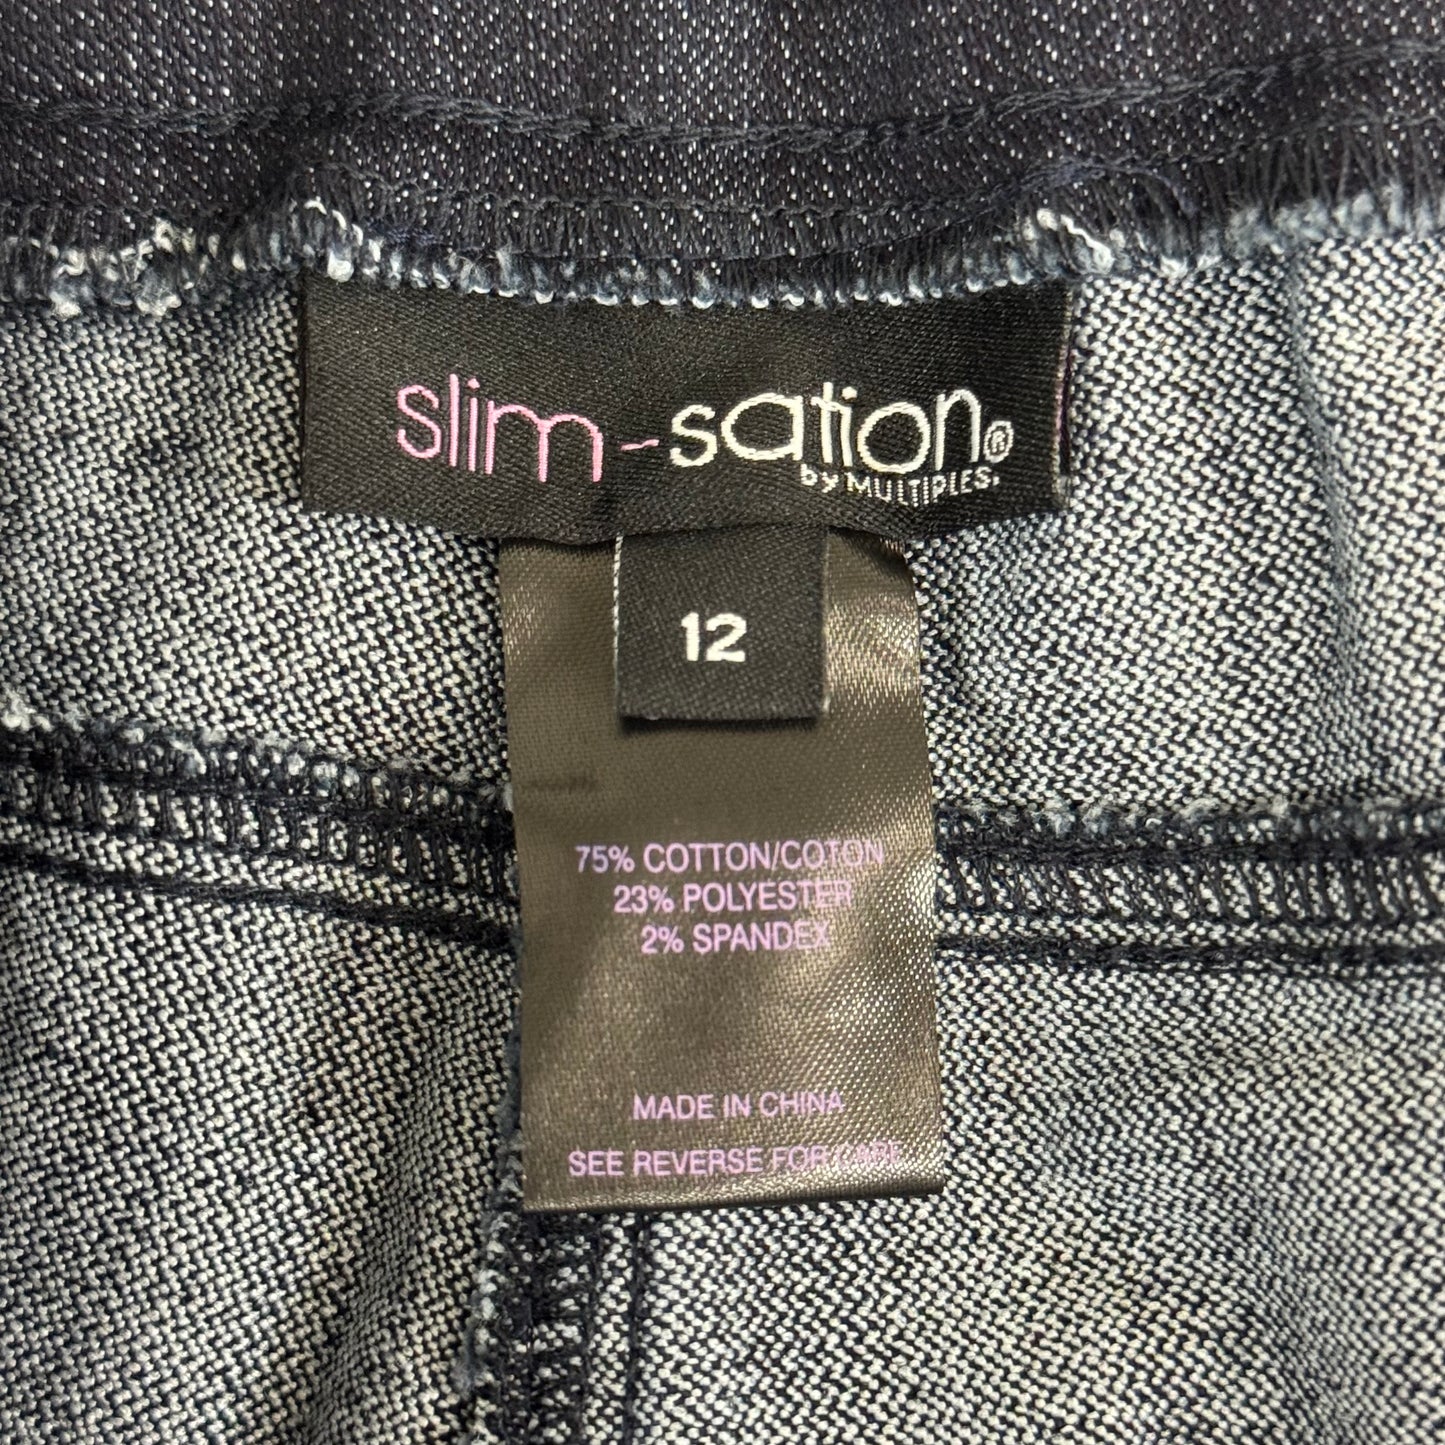 slim-sation®
by MULTIPLES.
12
75% COTTON/COTON
23% POLYESTER
2% SPANDEX
MADE IN CHINA
SEE REVERSE FOR CARE